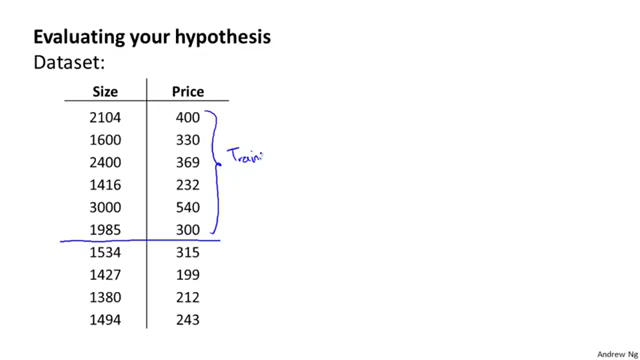 Evaluating your hypothesis
Dataset:
Size Price
2104 400
1600 330
2400 369
Traini
1416 232
3000 540
1985 300
1534 315
1427 199
1380 212
1494 243
Andrew Ng